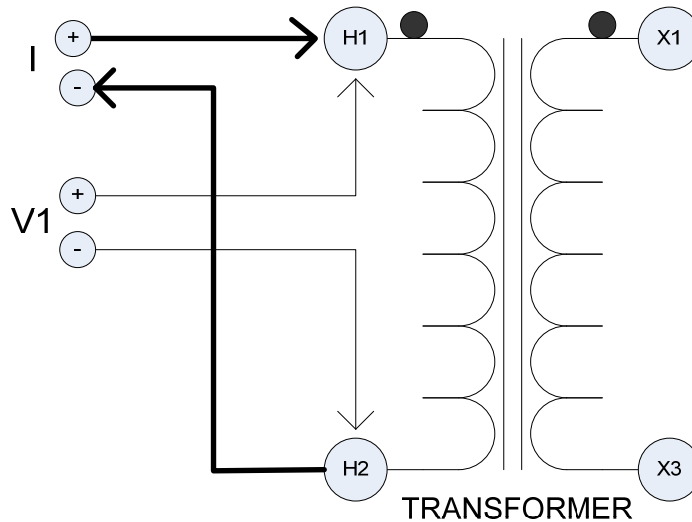 I
+
-
V1
+
-
H1
X1
H2
X3
TRANSFORMER